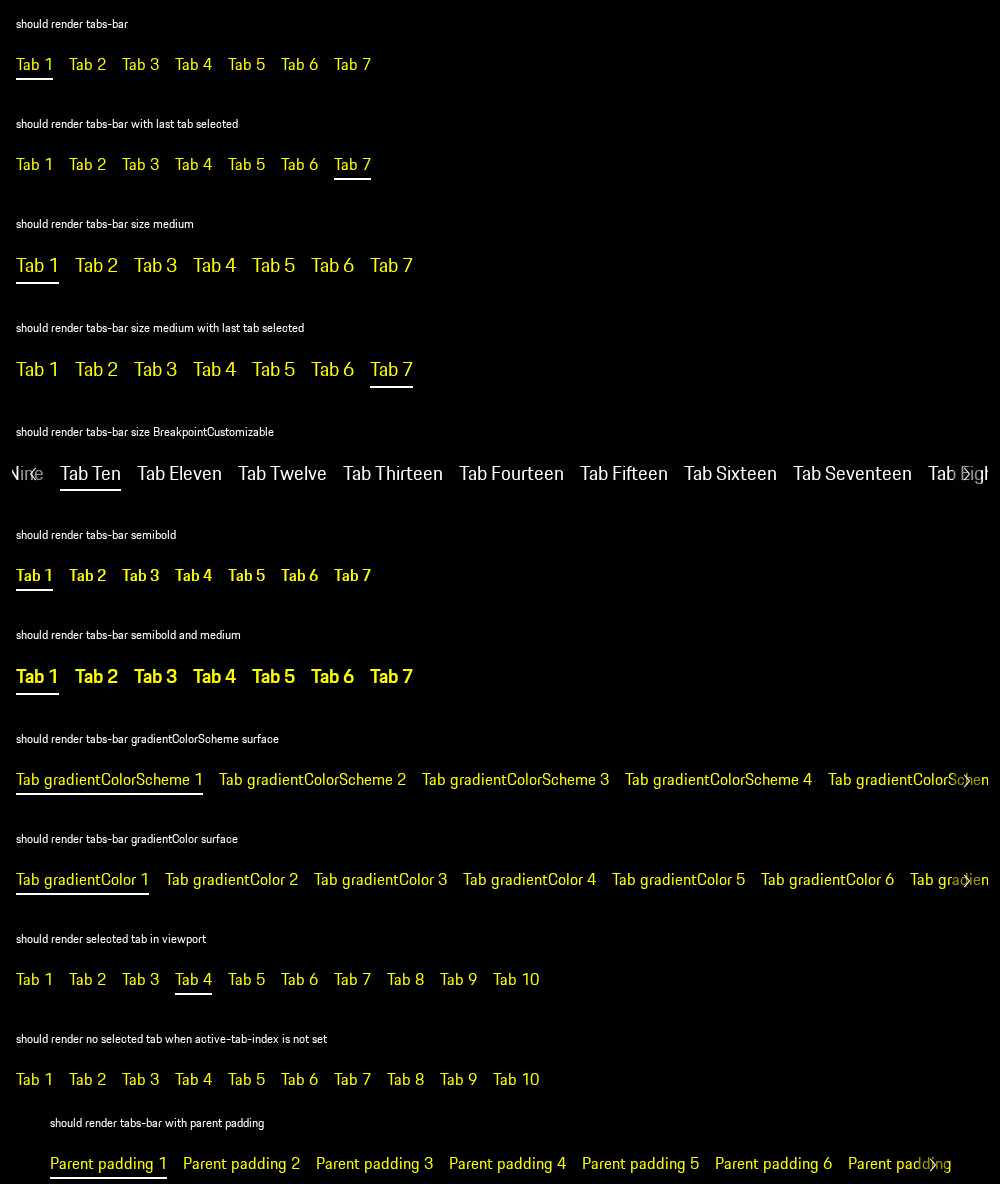 should render tabs-bar
Tab 1 Tab 2 Tab 3 Tab 4 Tab 5 Tab 6 Tab 7
should render tabs-bar with last tab selected
Tab 1 Tab 2 Tab 3 Tab 4 Tab 5 Tab 6 Tab 7
should render tabs-bar size medium
Tab 1 Tab 2 Tab 3 Tab 4 Tab 5 Tab 6 Tab 7
should render tabs-bar size medium with last tab selected
Tab 1 Tab 2 Tab 3 Tab 4 Tab 5 Tab 6 Tab 7
should render tabs-bar size BreakpointCustomizable
Nine Tab Ten Tab Eleven Tab Twelve Tab Thirteen Tab Fourteen Tab Fifteen Tab Sixteen Tab Seventeen Tab Eigh
should render tabs-bar semibold
Tab 1 Tab 2 Tab 3 Tab 4 Tab 5 Tab 6 Tab 7
should render tabs-bar semibold and medium
Tab 1 Tab 2 Tab 3 Tab 4 Tab 5 Tab 6 Tab 7
should render tabs-bar gradientColorScheme surface
Tab gradientColorScheme 1 Tab gradientColorScheme 2 Tab gradientColorScheme 3 Tab gradientColorScheme 4 Tab gradientColorSchem
should render tabs-bar gradientColor surface
Tab gradientColor 1 Tab gradientColor 2 Tab gradientColor 3 Tab gradientColor 4 Tab gradientColor 5 Tab gradientColor 6 Tab gradien
should render selected tab in viewport
Tab 1 Tab 2 Tab 3 Tab 4 Tab 5 Tab 6 Tab 7 Tab 8 Tab 9 Tab 10
should render no selected tab when active-tab-index is not set
Tab 1 Tab 2 Tab 3 Tab 4 Tab 5 Tab 6 Tab 7 Tab 8 Tab 9 Tab 10
should render tabs-bar with parent padding
Parent padding 1 Parent padding 2 Parent padding 3 Parent padding 4 Parent padding 5 Parent padding 6 Parent padding